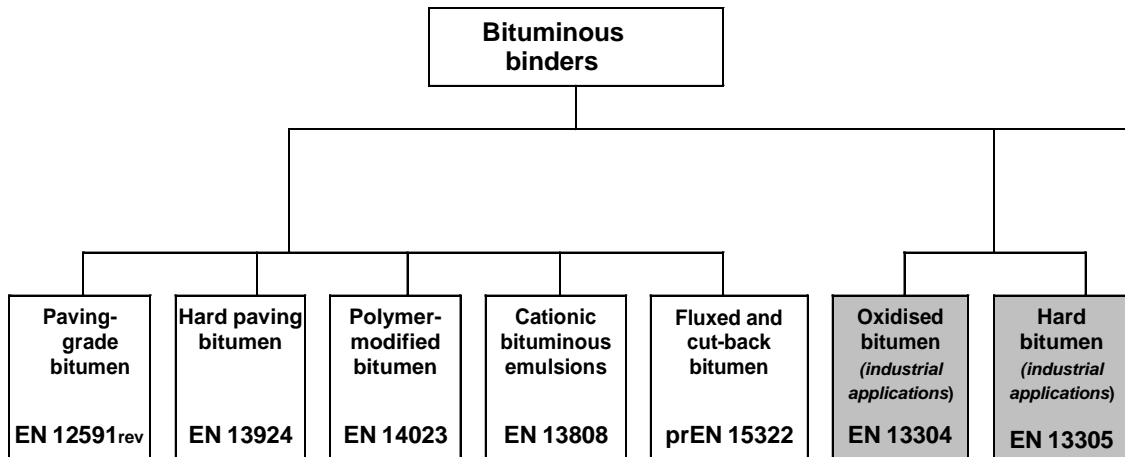 Bituminous
binders
Paving-
grade
bitumen
EN 12591rev
Hard paving
bitumen
EN 13924
Polymer-
modified
bitumen
EN 14023
Cationic
bituminous
emulsions
EN 13808
Fluxed and
cut-back
bitumen
prEN 15322
Oxidised
bitumen
(industrial
applications)
EN 13304
Hard
bitumen
(industrial
applications)
EN 13305